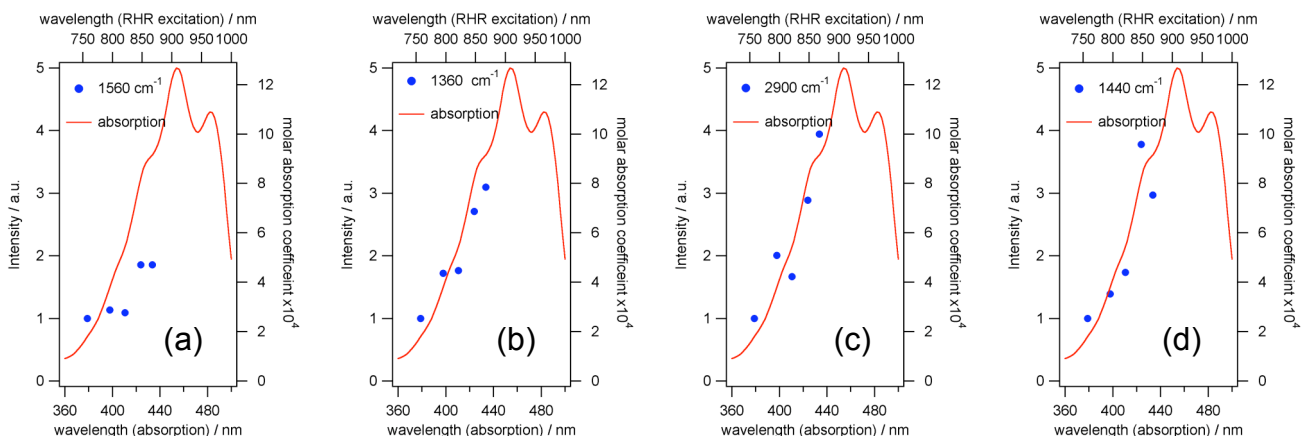 wavelength (RHR excitation) / nm
750 800 850 900 950 1000
5
4
3
2
1
0
Intensity / a.u.
1560 cm-1
absorption
(a)
12
10
8
6
4
2
0
molar absorption coefficeint x10^4
360 400 440 480
wavelength (absorption) / nm
wavelength (RHR excitation) / nm
750 800 850 900 950 1000
5
4
3
2
1
0
Intensity / a.u.
1360 cm-1
absorption
(b)
12
10
8
6
4
2
0
molar absorption coefficeint x10^4
360 400 440 480
wavelength (absorption) / nm
wavelength (RHR excitation) / nm
750 800 850 900 950 1000
5
4
3
2
1
0
Intensity / a.u.
2900 cm-1
absorption
(c)
12
10
8
6
4
2
0
molar absorption coefficeint x10^4
360 400 440 480
wavelength (absorption) / nm
wavelength (RHR excitation) / nm
750 800 850 900 950 1000
5
4
3
2
1
0
Intensity / a.u.
1440 cm-1
absorption
(d)
12
10
8
6
4
2
0
molar absorption coefficeint x10^4
360 400 440 480
wavelength (absorption) / nm